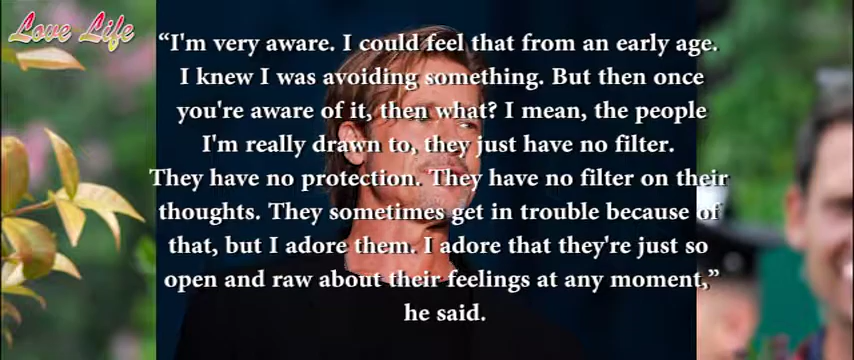 Love Life
“I'm very aware. I could feel that from an early age.
I knew I was avoiding something. But then once
you're aware of it, then what? I mean, the people
I'm really drawn to, they just have no filter.
They have no protection. They have no filter on their
thoughts. They sometimes get in trouble because of
that, but I adore them. I adore that they're just so
open and raw about their feelings at any moment,”
he said.